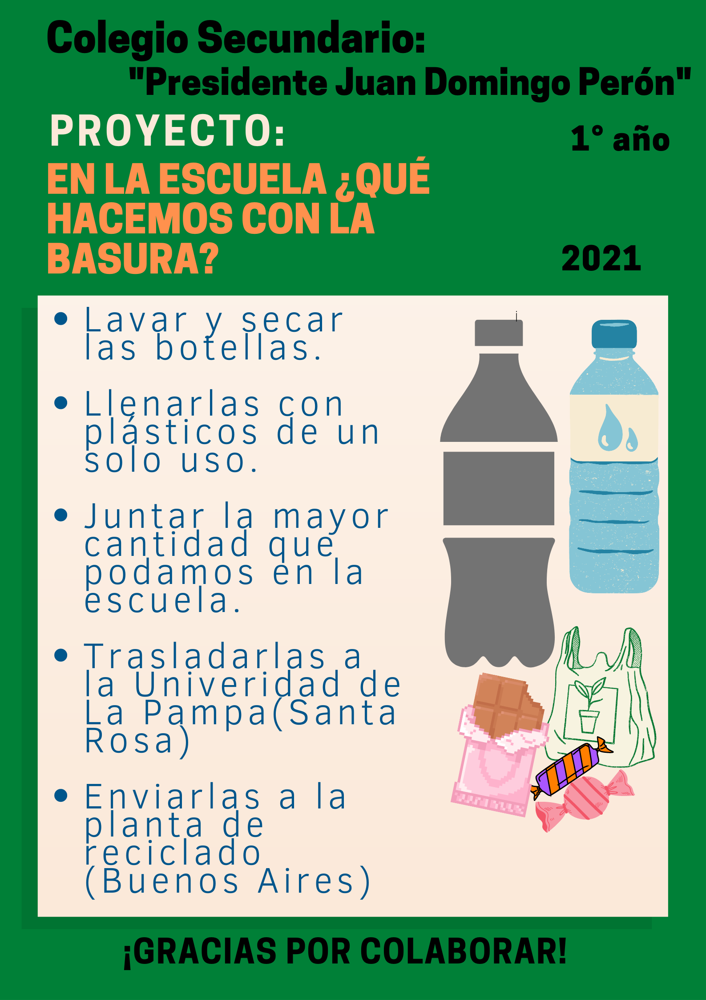 Colegio Secundario:
"Presidente Juan Domingo Perón"
PROYECTO:
1° año
EN LA ESCUELA ¿QUÉ
HACEMOS CON LA
BASURA?
2021
• Lavar y secar
las botellas.
• Llenarlas con
plásticos de un
solo uso.
• Juntar la mayor
cantidad que
podamos en la
escuela.
• Trasladarlas a
la Univeridad de
La Pampa(Santa
Rosa)
• Enviarlas a la
planta de
reciclado
(Buenos Aires)
i
¡GRACIAS POR COLABORAR!